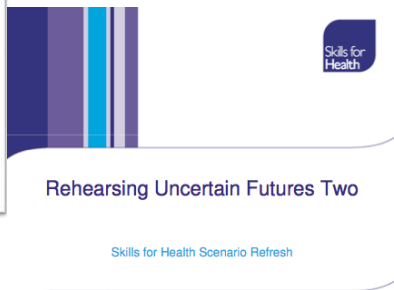 Skills for
Health
Rehearsing Uncertain Futures Two
Skills for Health Scenario Refresh